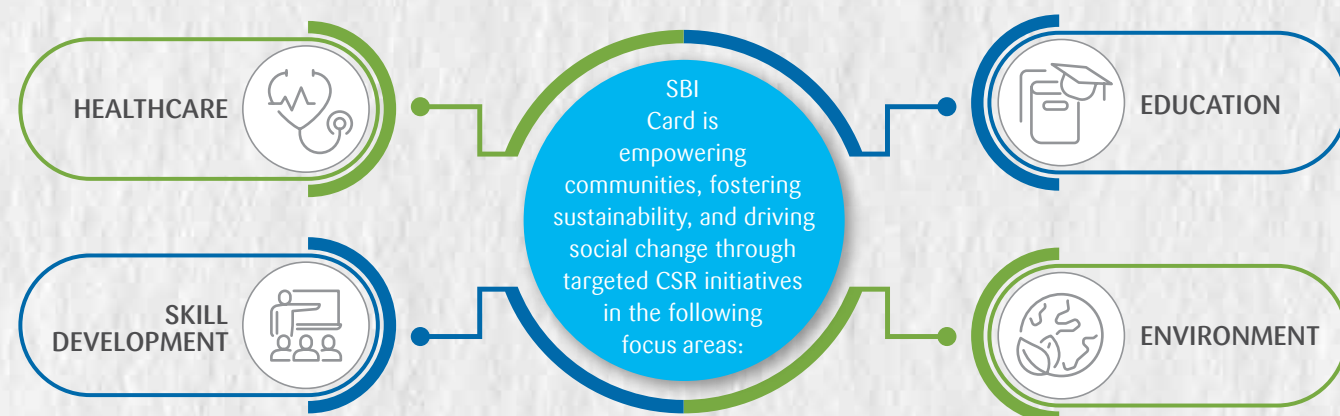 HEALTHCARE
SKILL
DEVELOPMENT
SBI
Card is
empowering
communities, fostering
sustainability, and driving
social change through
targeted CSR initiatives
in the following
focus areas:
EDUCATION
ENVIRONMENT